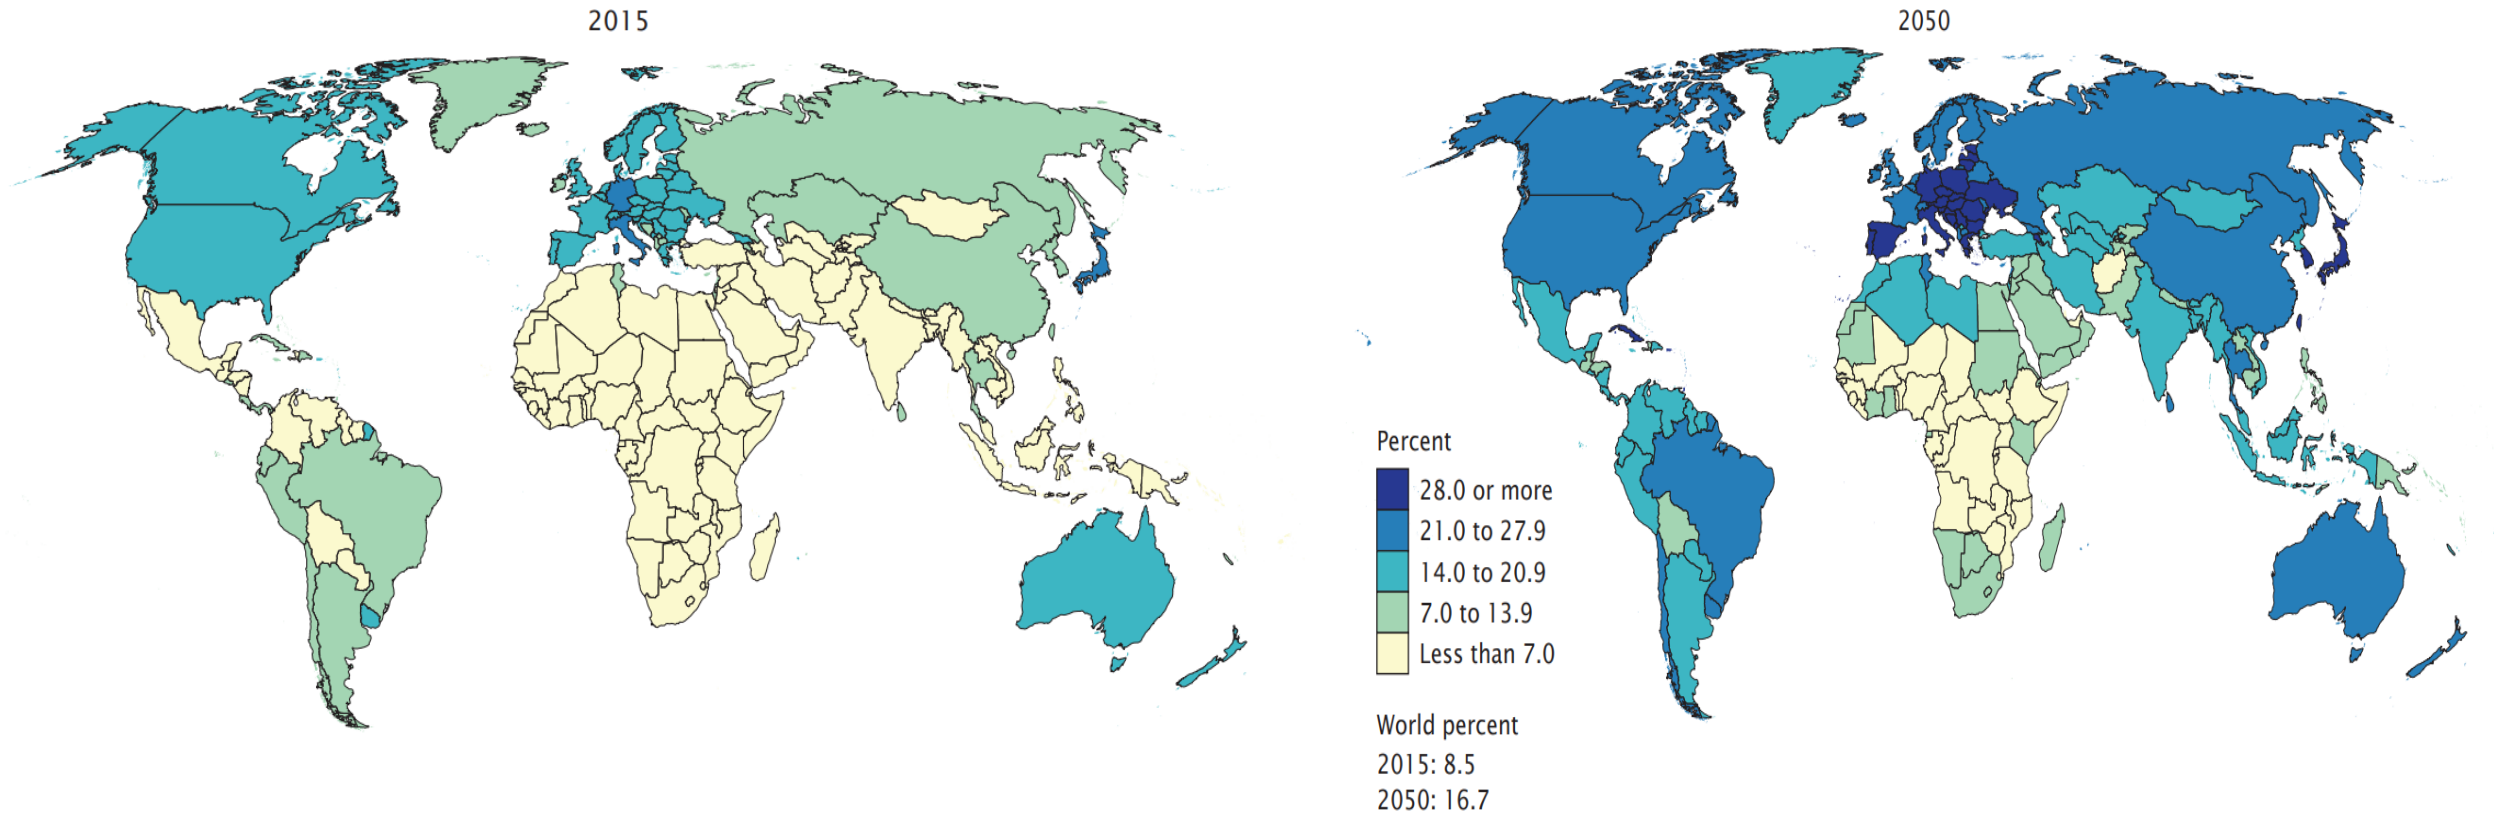 2015
2050
Percent
28.0 or more
21.0 to 27.9
14.0 to 20.9
7.0 to 13.9
Less than 7.0
World percent
2015: 8.5
2050: 16.7